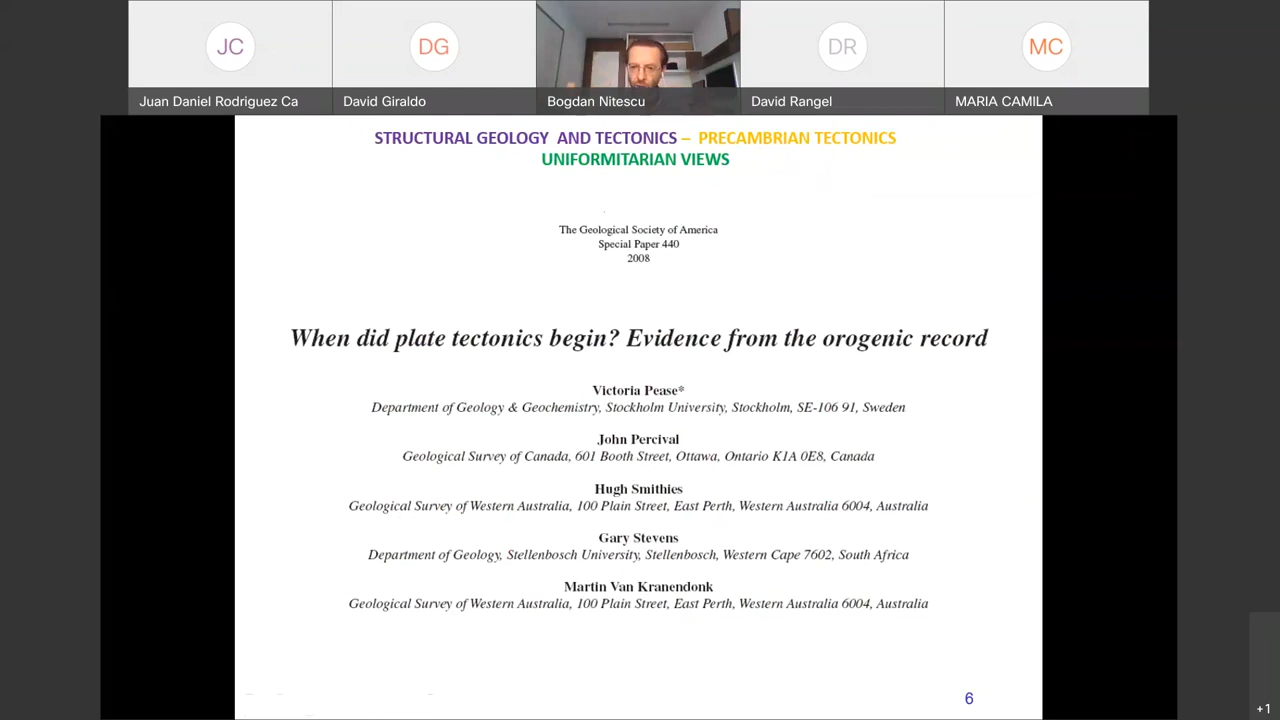 JC
DG
DR
MC
Juan Daniel Rodriguez Ca
David Giraldo
Bogdan Nitescu
David Rangel
MARIA CAMILA
STRUCTURAL GEOLOGY AND TECTONICS – PRECAMBRIAN TECTONICS
UNIFORMITARIAN VIEWS
The Geological Society of America
Special Paper 440
2008
When did plate tectonics begin? Evidence from the orogenic record
Victoria Pease*
Department of Geology & Geochemistry, Stockholm University, Stockholm, SE-106 91, Sweden
John Percival
Geological Survey of Canada, 601 Booth Street, Ottawa, Ontario K1A 0E8, Canada
Hugh Smithies
Geological Survey of Western Australia, 100 Plain Street, East Perth, Western Australia 6004, Australia
Gary Stevens
Department of Geology, Stellenbosch University, Stellenbosch, Western Cape 7602, South Africa
Martin Van Kranendonk
Geological Survey of Western Australia, 100 Plain Street, East Perth, Western Australia 6004, Australia
6
+1